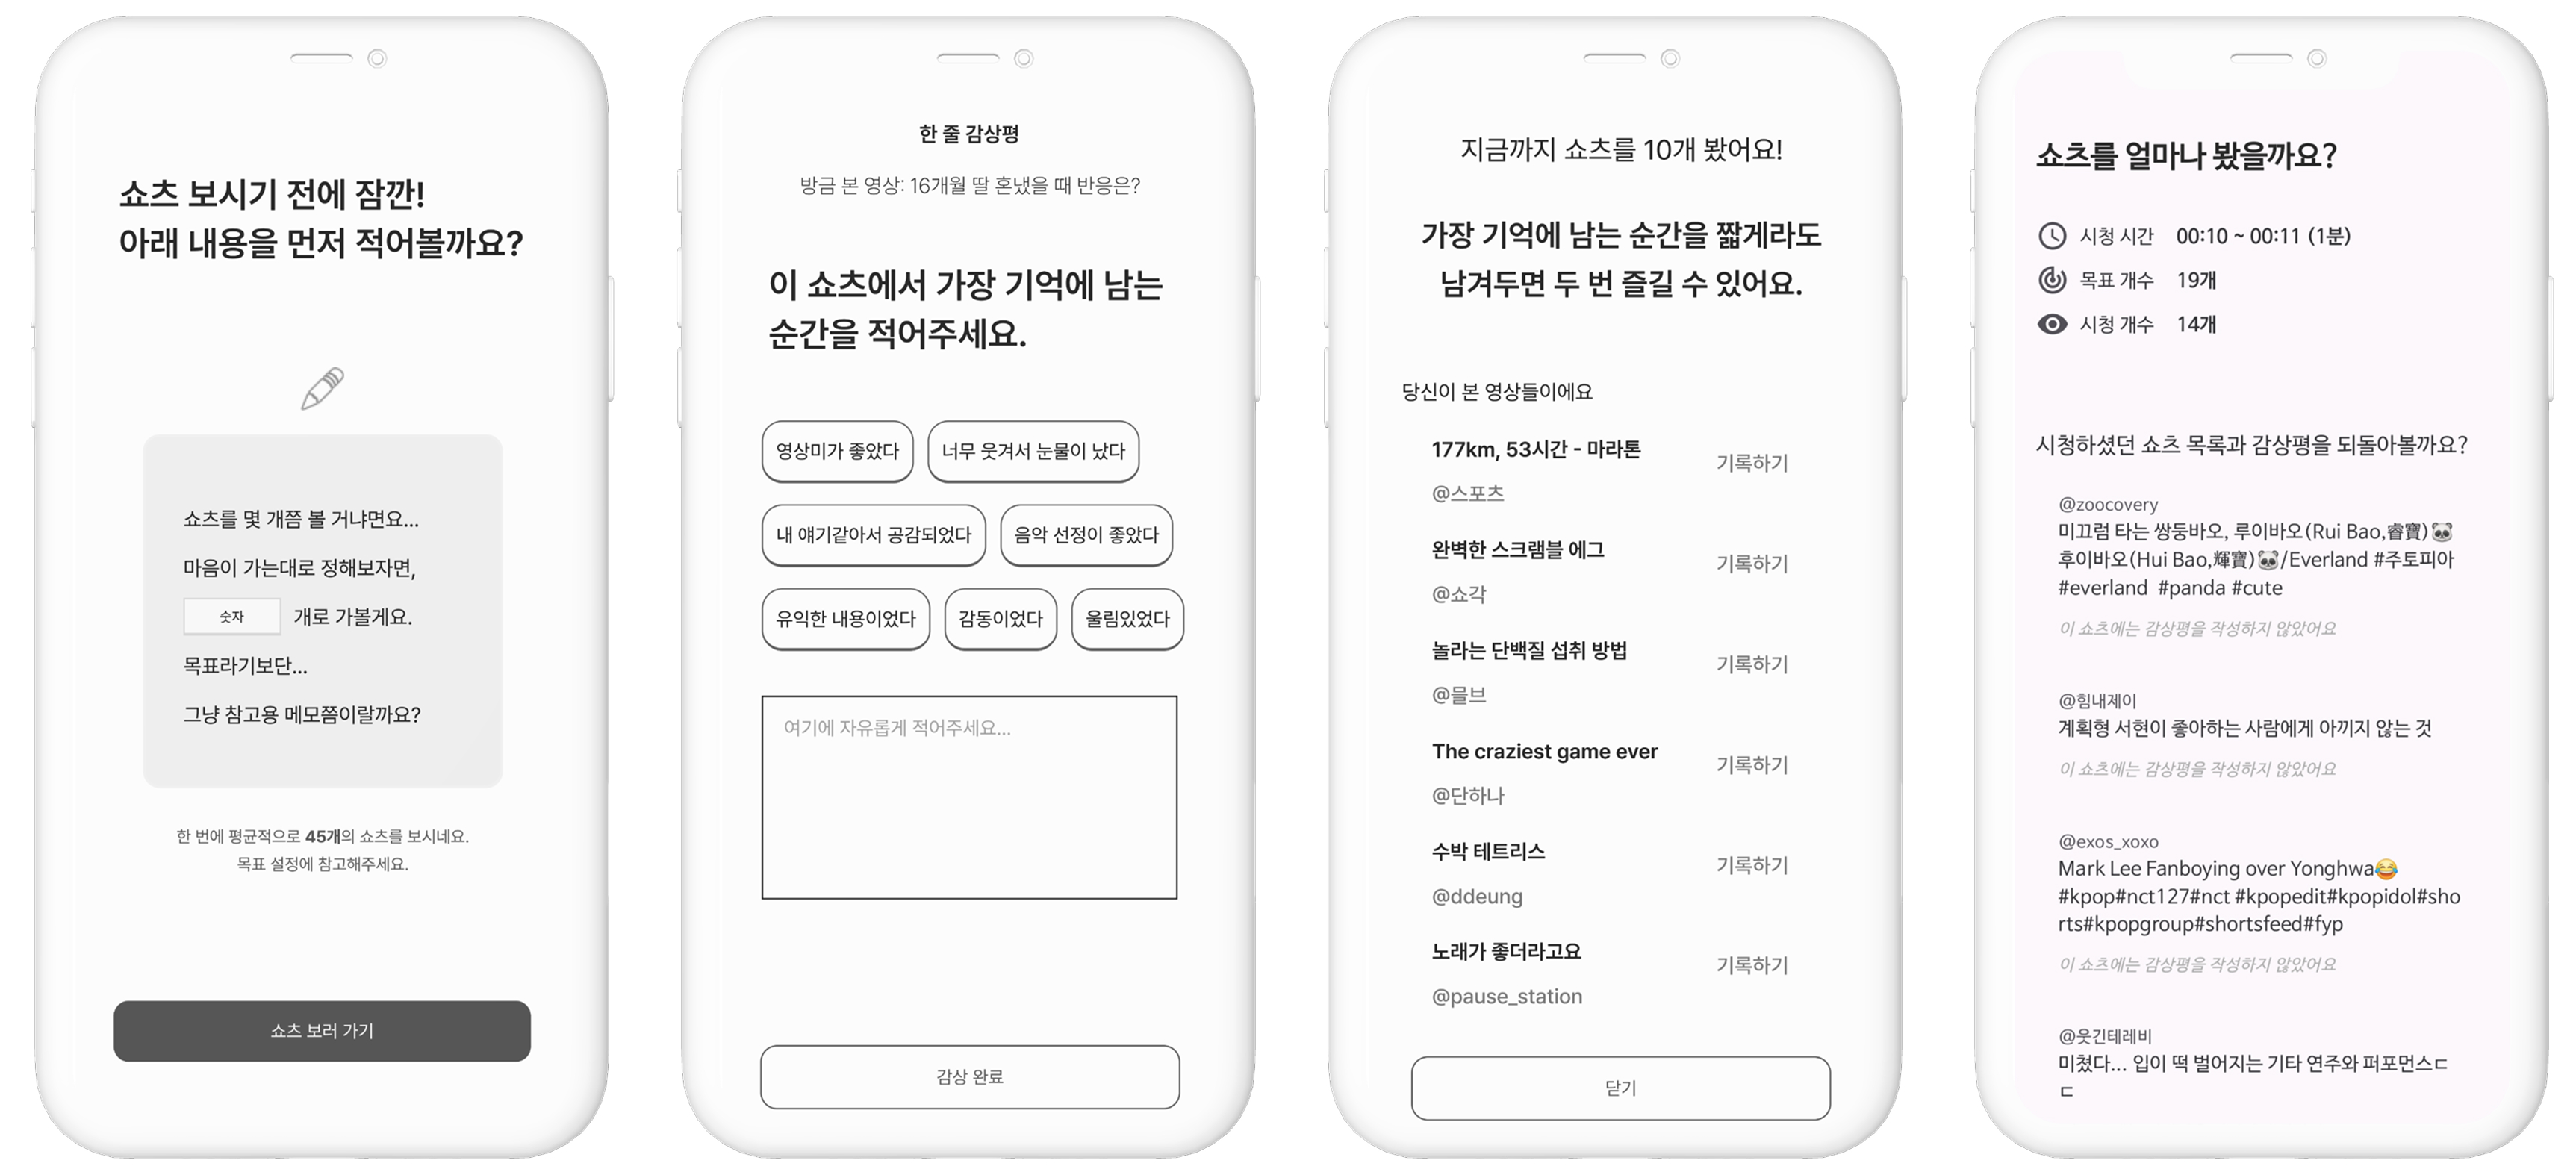 쇼츠 보시기 전에 잠깐!
아래 내용을 먼저 적어볼까요?
쇼츠를 몇 개쯤 볼 거냐면요...
마음이 가는대로 정해보자면,
숫자 개로 가볼게요.
목표라기보단...
그냥 참고용 메모쯤이랄까요?
한 번에 평균적으로 45개의 쇼츠를 보시네요.
목표 설정에 참고해주세요.
쇼츠 보러 가기
한 줄 감상평
방금 본 영상: 16개월 딸 혼냈을 때 반응은?
이 쇼츠에서 가장 기억에 남는
순간을 적어주세요.
영상미가 좋았다 너무 웃겨서 눈물이 났다
내 얘기같아서 공감되었다 음악 선정이 좋았다
유익한 내용이었다 감동이었다 울림있었다
여기에 자유롭게 적어주세요...
감상 완료
지금까지 쇼츠를 10개 봤어요!
가장 기억에 남는 순간을 짧게라도
남겨두면 두 번 즐길 수 있어요.
당신이 본 영상들이에요
177km, 53시간 - 마라톤
기록하기
@스포츠
완벽한 스크램블 에그
기록하기
@쇼각
놀라는 단백질 섭취 방법
기록하기
@믈브
The craziest game ever
기록하기
@단하나
수박 테트리스
기록하기
@ddeung
노래가 좋더라고요
기록하기
@pause_station
닫기
쇼츠를 얼마나 봤을까요?
시청 시간 00:10 ~ 00:11 (1분)
목표 개수 19개
시청 개수 14개
시청하셨던 쇼츠 목록과 감상평을 되돌아볼까요?
@zoocovery
미끄럼 타는 쌍둥바오, 루이바오(Rui Bao,睿寶)🐼
후이바오(Hui Bao,輝寶)🐼/Everland #주토피아
#everland #panda #cute
이 쇼츠에는 감상평을 작성하지 않았어요
@힘내제이
계획형 서현이 좋아하는 사람에게 아끼지 않는 것
이 쇼츠에는 감상평을 작성하지 않았어요
@exos_xoxo
Mark Lee Fanboying over Yonghwa😂
#kpop#nct127#nct #kpopedit#kpopidol#sho
rts#kpopgroup#shortsfeed#fyp
이 쇼츠에는 감상평을 작성하지 않았어요
@웃긴테레비
미쳤다... 입이 떡 벌어지는 기타 연주와 퍼포먼스ㄷ
ㄷ